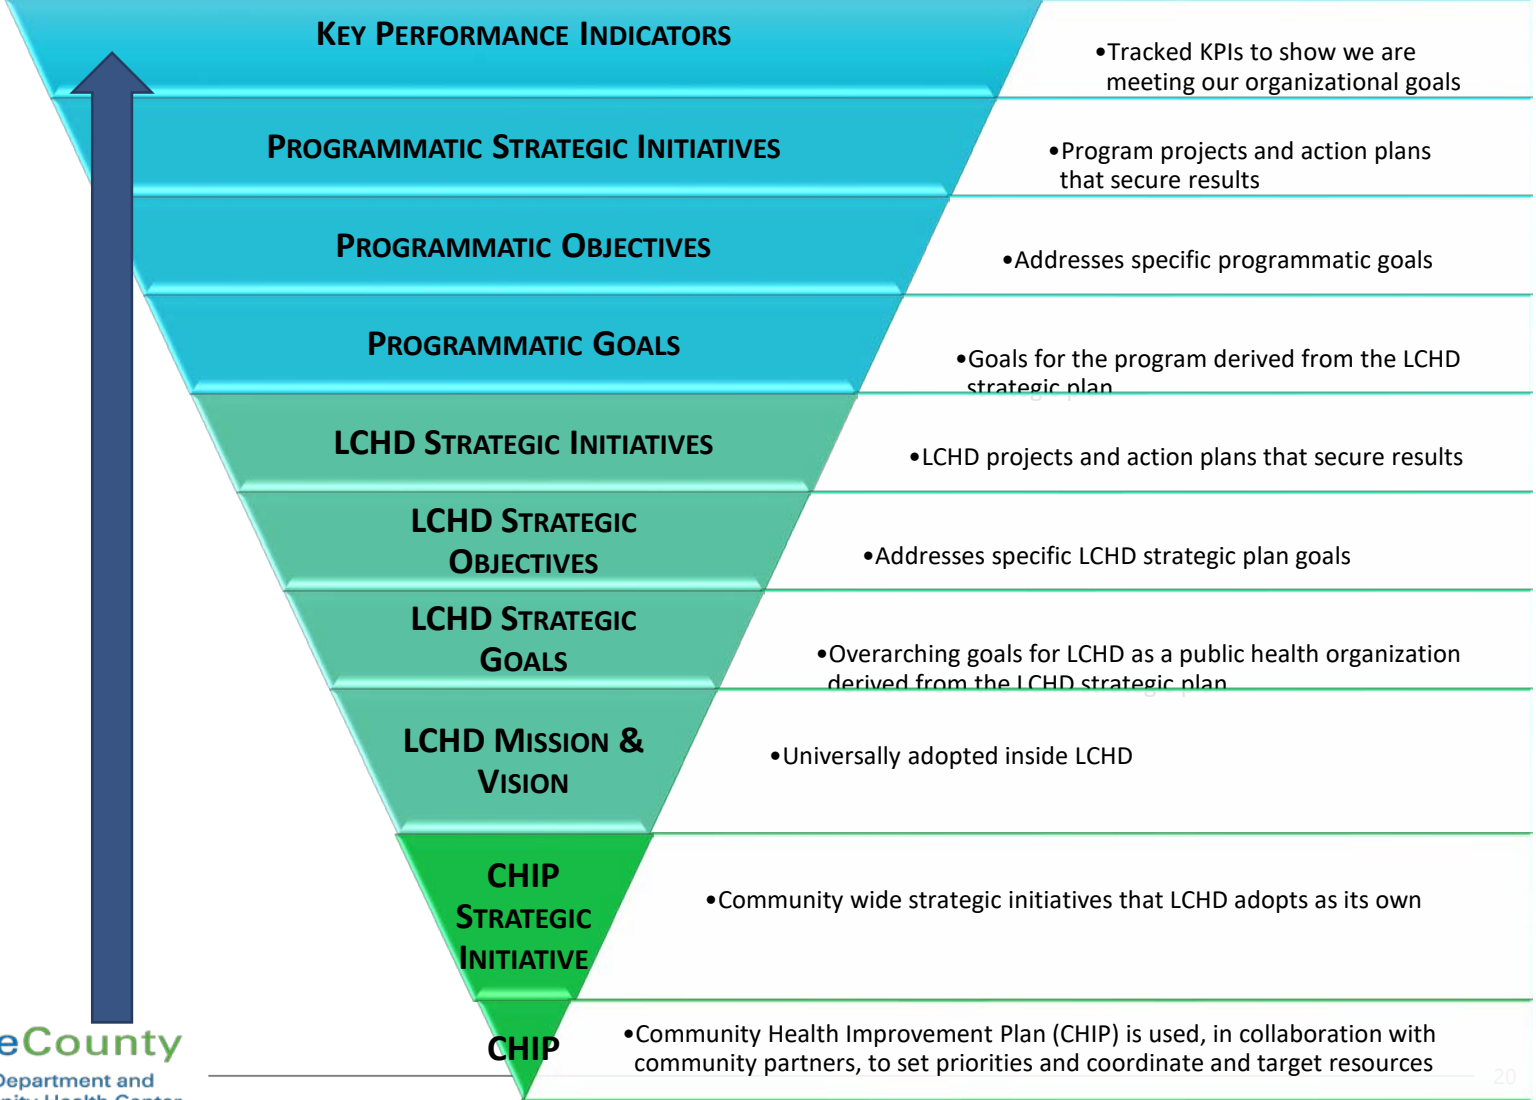 KEY PERFORMANCE INDICATORS
•Tracked KPIs to show we are
meeting our organizational goals
PROGRAMMATIC STRATEGIC INITIATIVES
•Program projects and action plans
that secure results
PROGRAMMATIC OBJECTIVES
•Addresses specific programmatic goals
PROGRAMMATIC GOALS
•Goals for the program derived from the LCHD
strategic plan
LCHD STRATEGIC INITIATIVES
•LCHD projects and action plans that secure results
LCHD STRATEGIC
OBJECTIVES
•Addresses specific LCHD strategic plan goals
LCHD STRATEGIC
GOALS
•Overarching goals for LCHD as a public health organization
derived from the LCHD strategic plan
LCHD MISSION &
VISION
•Universally adopted inside LCHD
CHIP
STRATEGIC
INITIATIVE
•Community wide strategic initiatives that LCHD adopts as its own
CHIP
•Community Health Improvement Plan (CHIP) is used, in collaboration with
community partners, to set priorities and coordinate and target resources
eCounty
Department and
nity Health Center
20